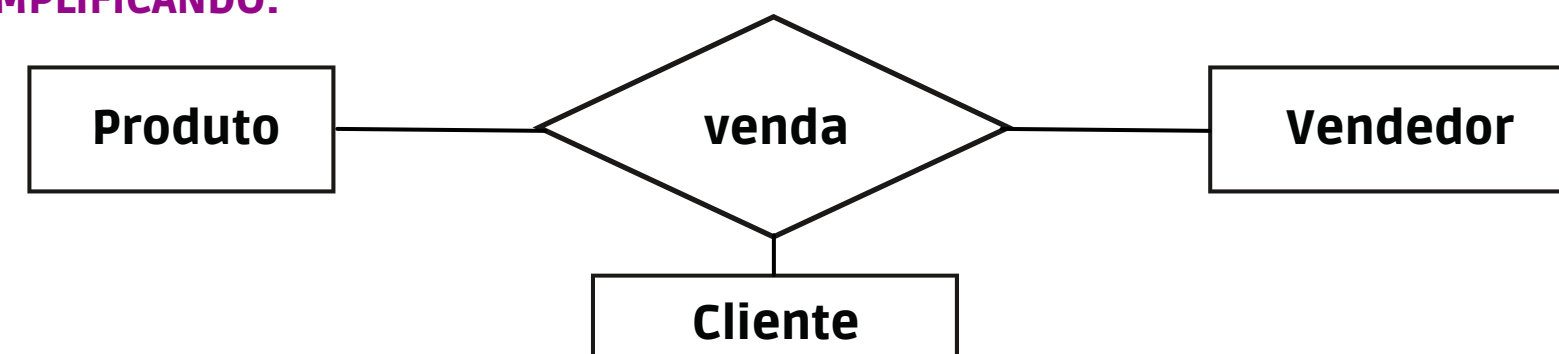 MPLIFICANDO:
Produto
venda
Vendedor
Cliente